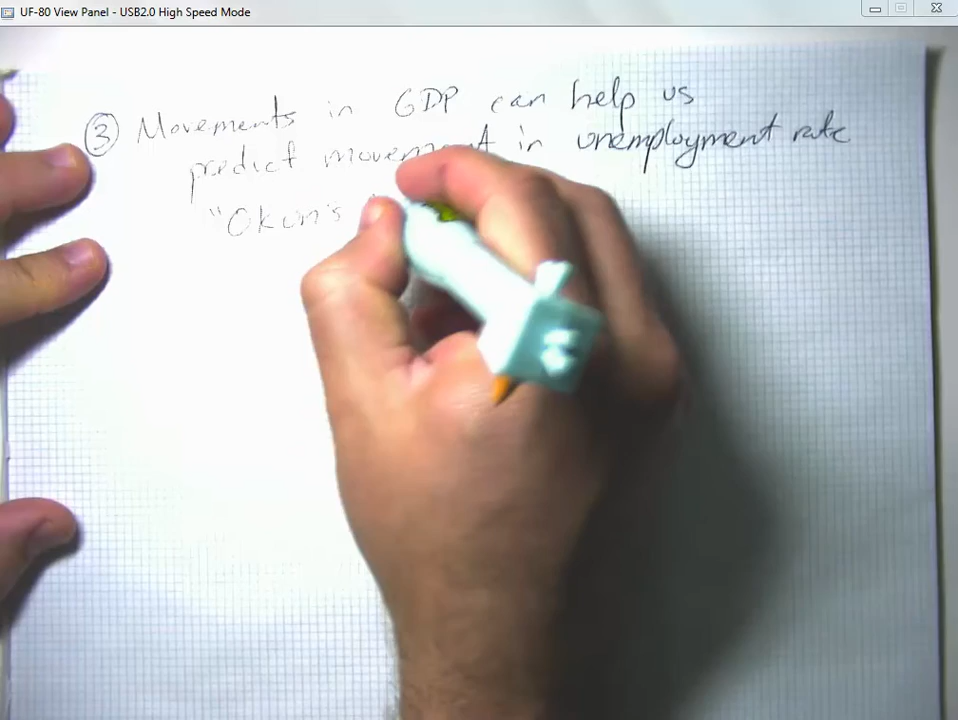 UF-80 View Panel - USB2.0 High Speed Mode
③ Movements in GDP can help us
predict movement in unemployment rate
"Okun's